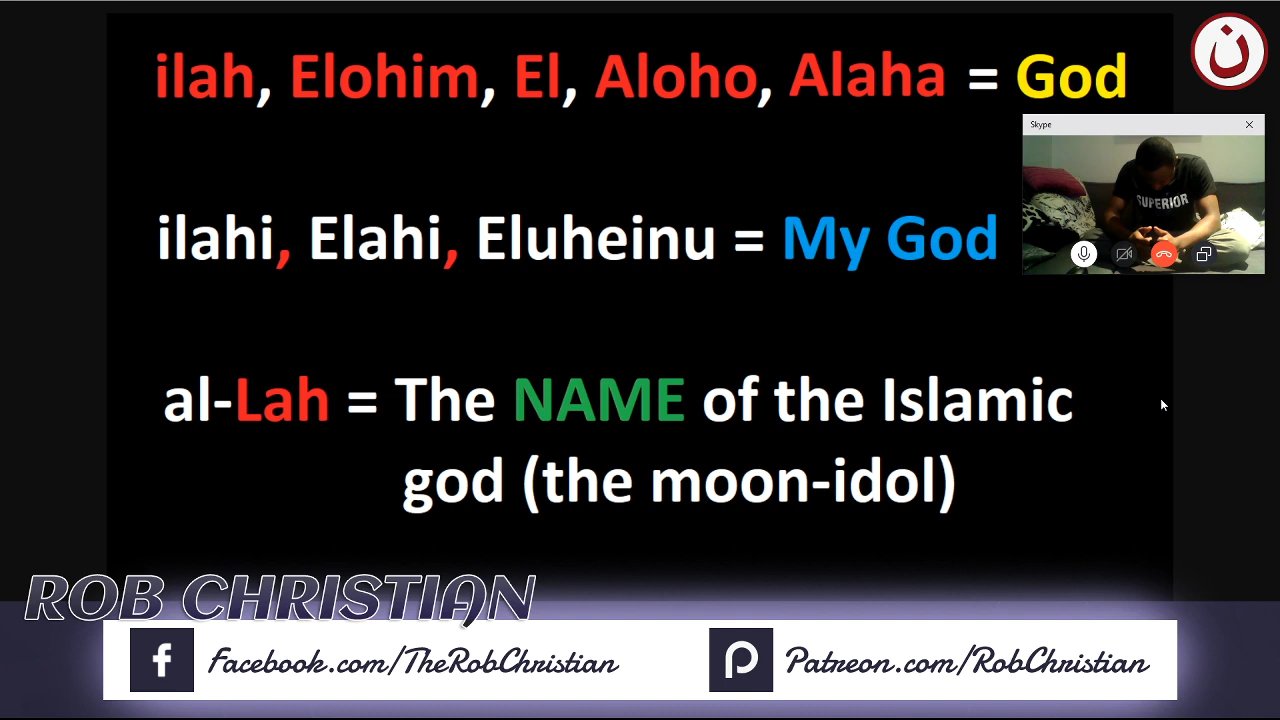 ilah, Elohim, El, Aloho, Alaha = God
ن
Skype
SUPERIOR
ilahi, Elahi, Eluheinu = My God
al-Lah = The NAME of the Islamic
god (the moon-idol)
ROB CHRISTIAN
Facebook.com/TheRobChristian
Patreon.com/RobChristian